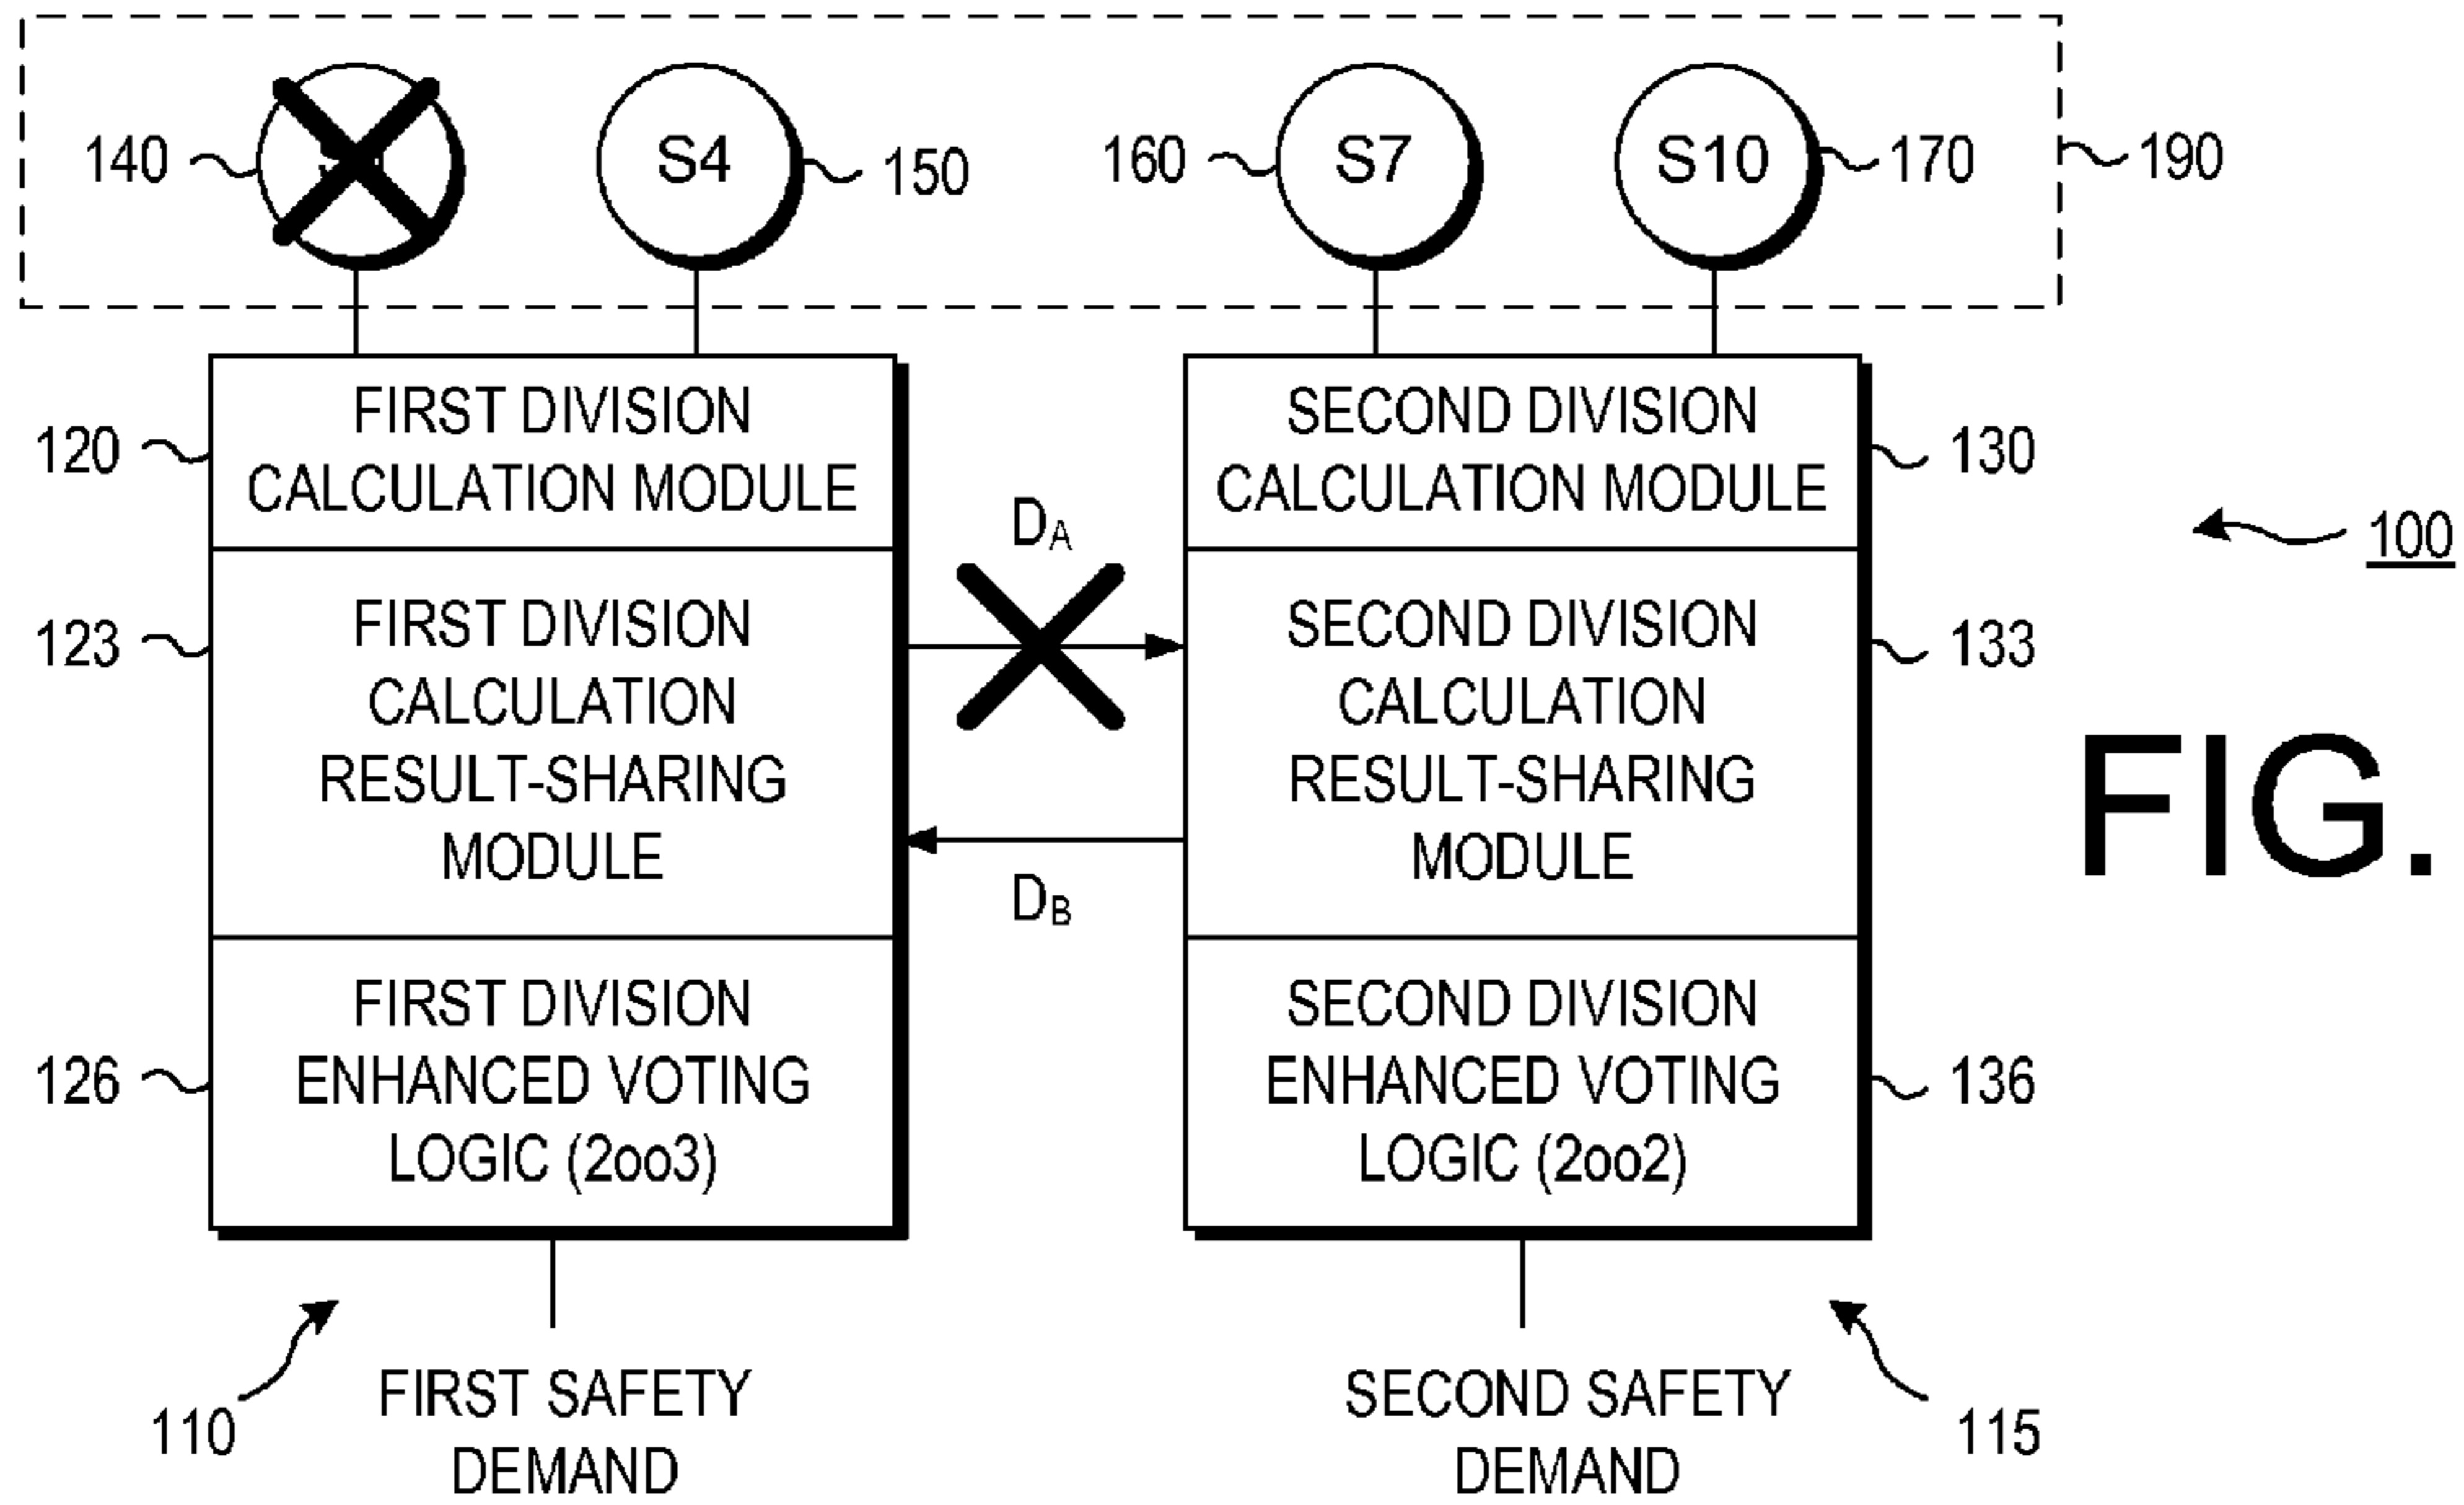 140
S4
150
160
S7
S10
170
190
FIRST DIVISION
CALCULATION MODULE
120
SECOND DIVISION
CALCULATION MODULE
130
100
DA
FIRST DIVISION
CALCULATION
RESULT-SHARING
MODULE
123
SECOND DIVISION
CALCULATION
RESULT-SHARING
MODULE
133
DB
FIG.
FIRST DIVISION
ENHANCED VOTING
LOGIC (2oo3)
126
SECOND DIVISION
ENHANCED VOTING
LOGIC (2oo2)
136
110
FIRST SAFETY
DEMAND
SECOND SAFETY
DEMAND
115